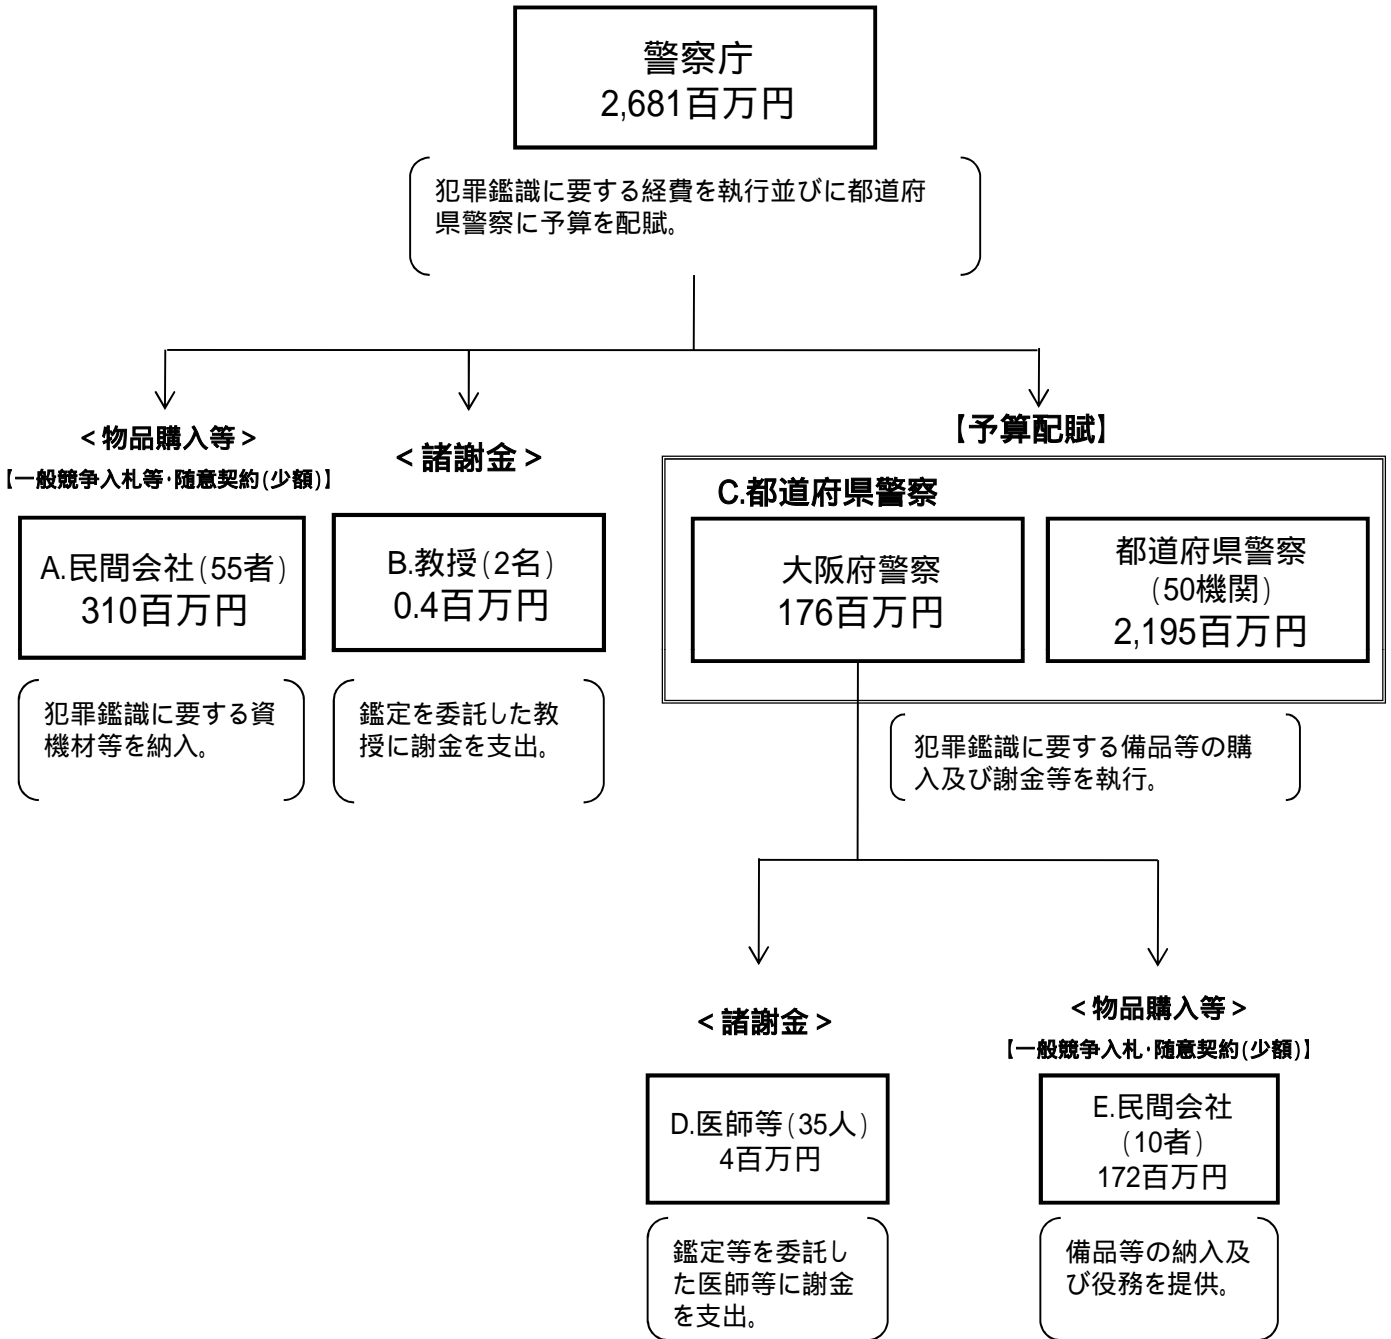 警察庁
2,681百万円
犯罪鑑識に要する経費を執行並びに都道府
県警察に予算を配賦。
<物品購入等>
【一般競争入札等・随意契約(少額)】
A.民間会社(55者)
310百万円
犯罪鑑識に要する資
機材等を納入。
<諸謝金>
B.教授(2名)
0.4百万円
鑑定を委託した教
授に謝金を支出。
【予算配賦】
C.都道府県警察
大阪府警察
176百万円
都道府県警察
(50機関)
2,195百万円
犯罪鑑識に要する備品等の購
入及び謝金等を執行。
<諸謝金>
D.医師等(35人)
4百万円
鑑定等を委託し
た医師等に謝金
を支出。
<物品購入等>
【一般競争入札・随意契約(少額)】
E.民間会社
(10者)
172百万円
備品等の納入及
び役務を提供。